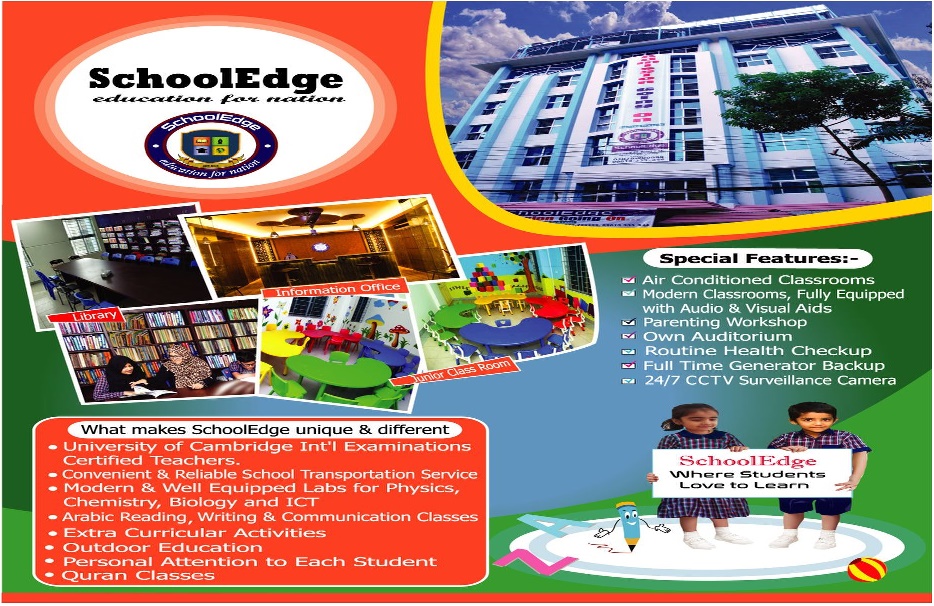 SchoolEdge
education for nation
SchoolEdge
education for nation
SchoolEdge
Library
Information Office
Junior Class Room
Special Features:-
Air Conditioned Classrooms
Modern Classrooms, Fully Equipped
with Audio & Visual Aids
Parenting Workshop
Own Auditorium
Routine Health Checkup
Full Time Generator Backup
24/7 CCTV Surveillance Camera
What makes SchoolEdge unique & different
• University of Cambridge Int'l Examinations
Certified Teachers.
• Convenient & Reliable School Transportation Service
• Modern & Well Equipped Labs for Physics,
Chemistry, Biology and ICT
• Arabic Reading, Writing & Communication Classes
• Extra Curricular Activities
• Outdoor Education
• Personal Attention to Each Student
• Quran Classes
SchoolEdge
Where Students
Love to Learn